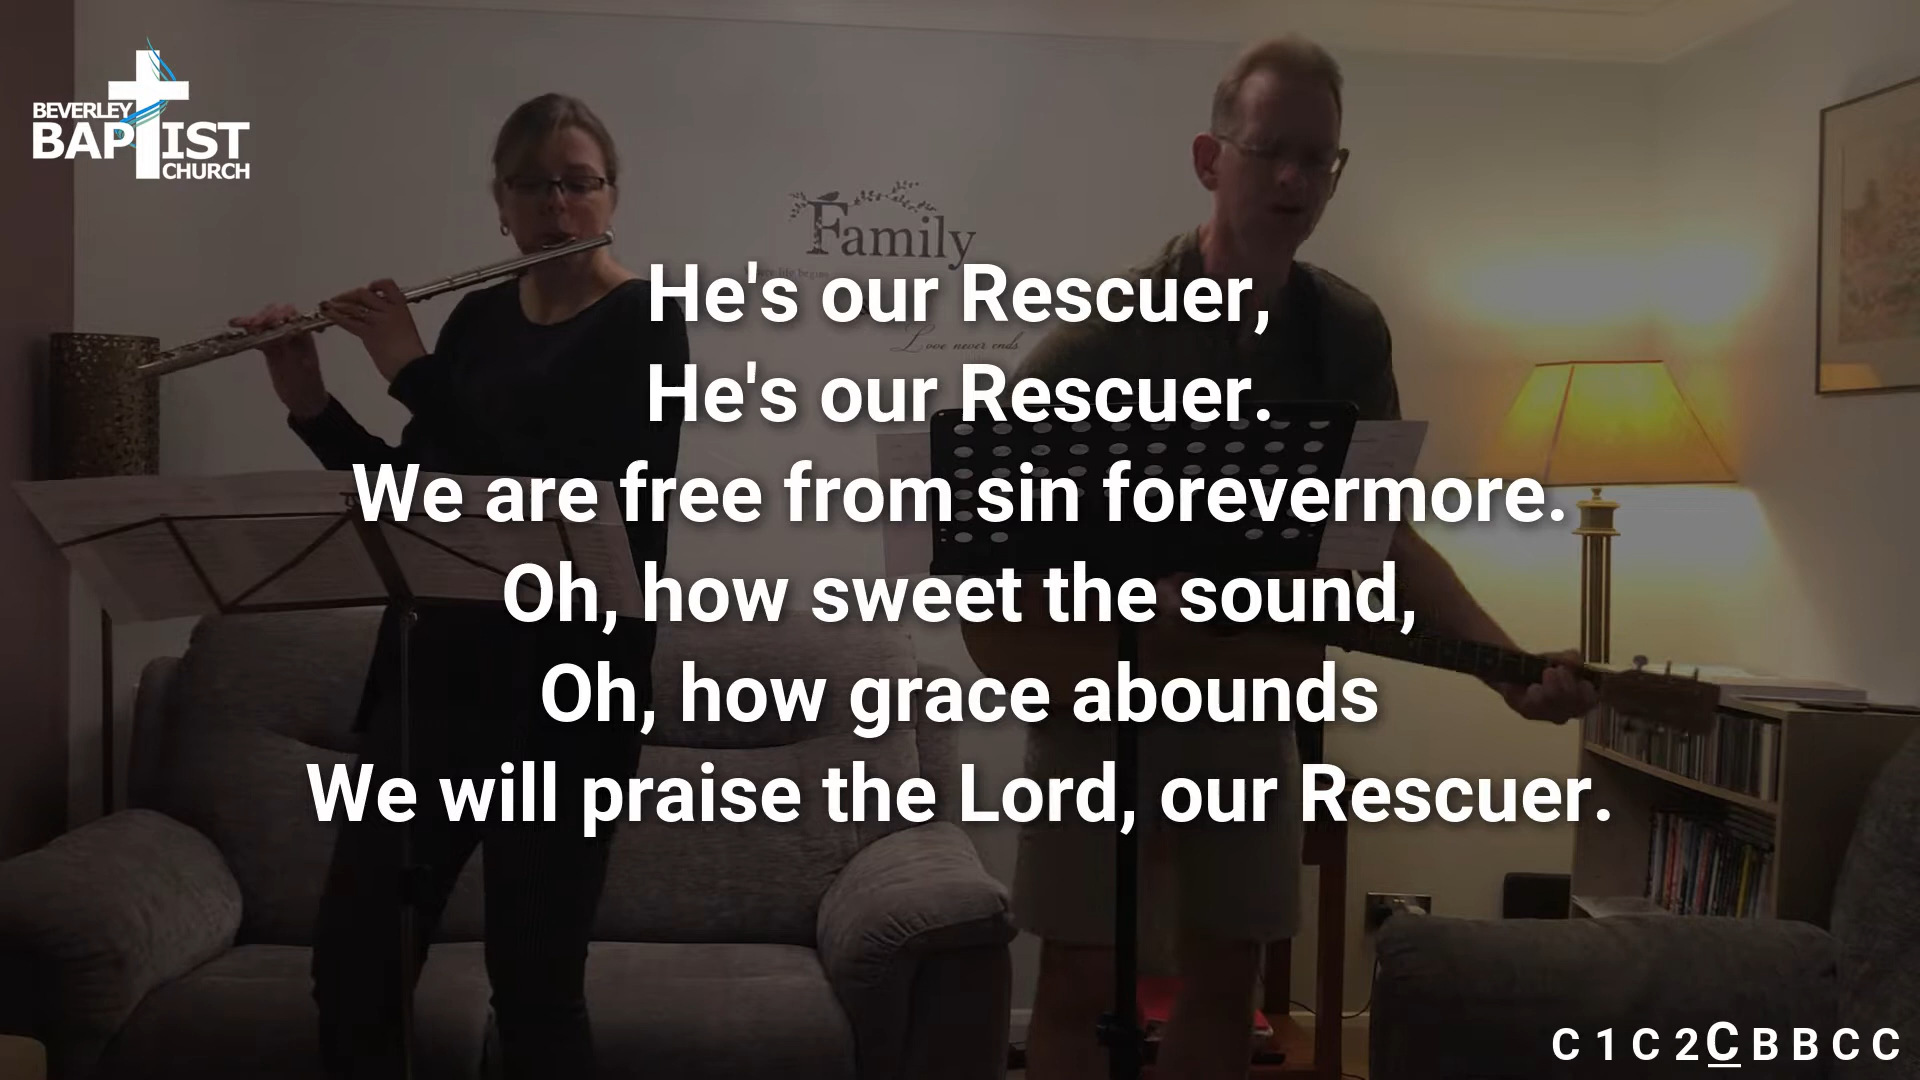 BEVERLEY
BAPTIST
CHURCH
Family
He's our Rescuer,
Love never ends
He's our Rescuer.
We are free from sin forevermore.
Oh, how sweet the sound,
Oh, how grace abounds
We will praise the Lord, our Rescuer.
C 1 C 2 C B B C C